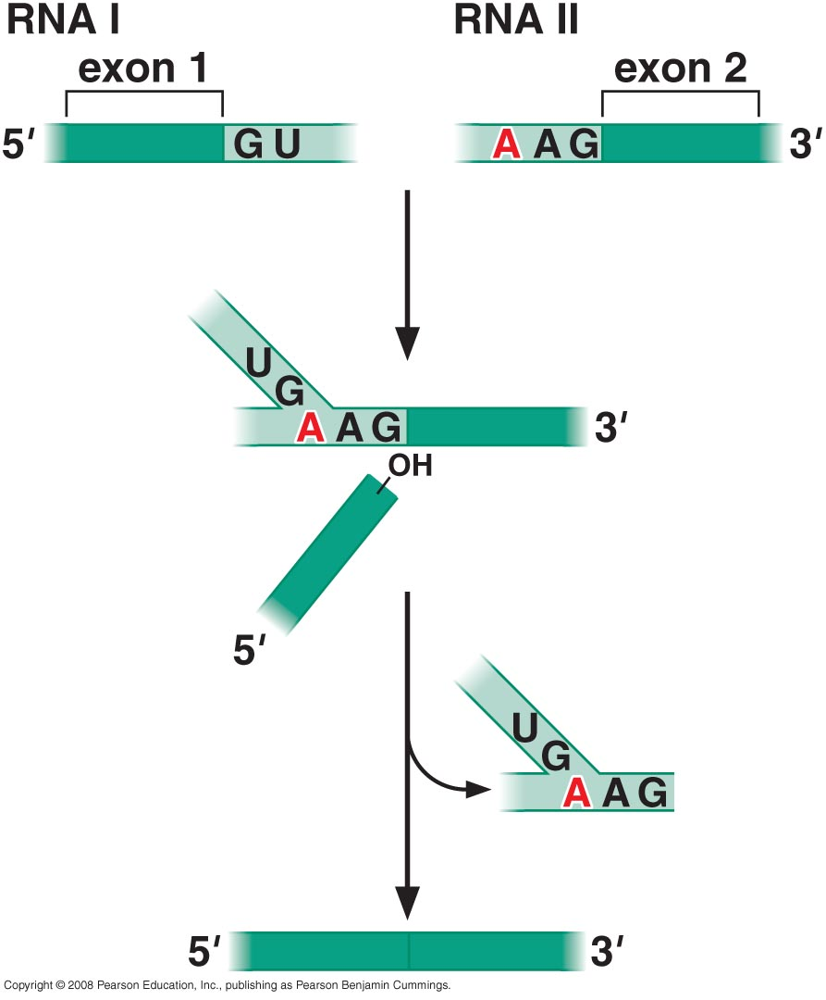 RNA I RNA II
exon 1 exon 2
5′ G U A A G 3′
U
G
A A G 3′
OH
5′
U
G
A A G
5′ 3′
Copyright © 2008 Pearson Education, Inc., publishing as Pearson Benjamin Cummings.